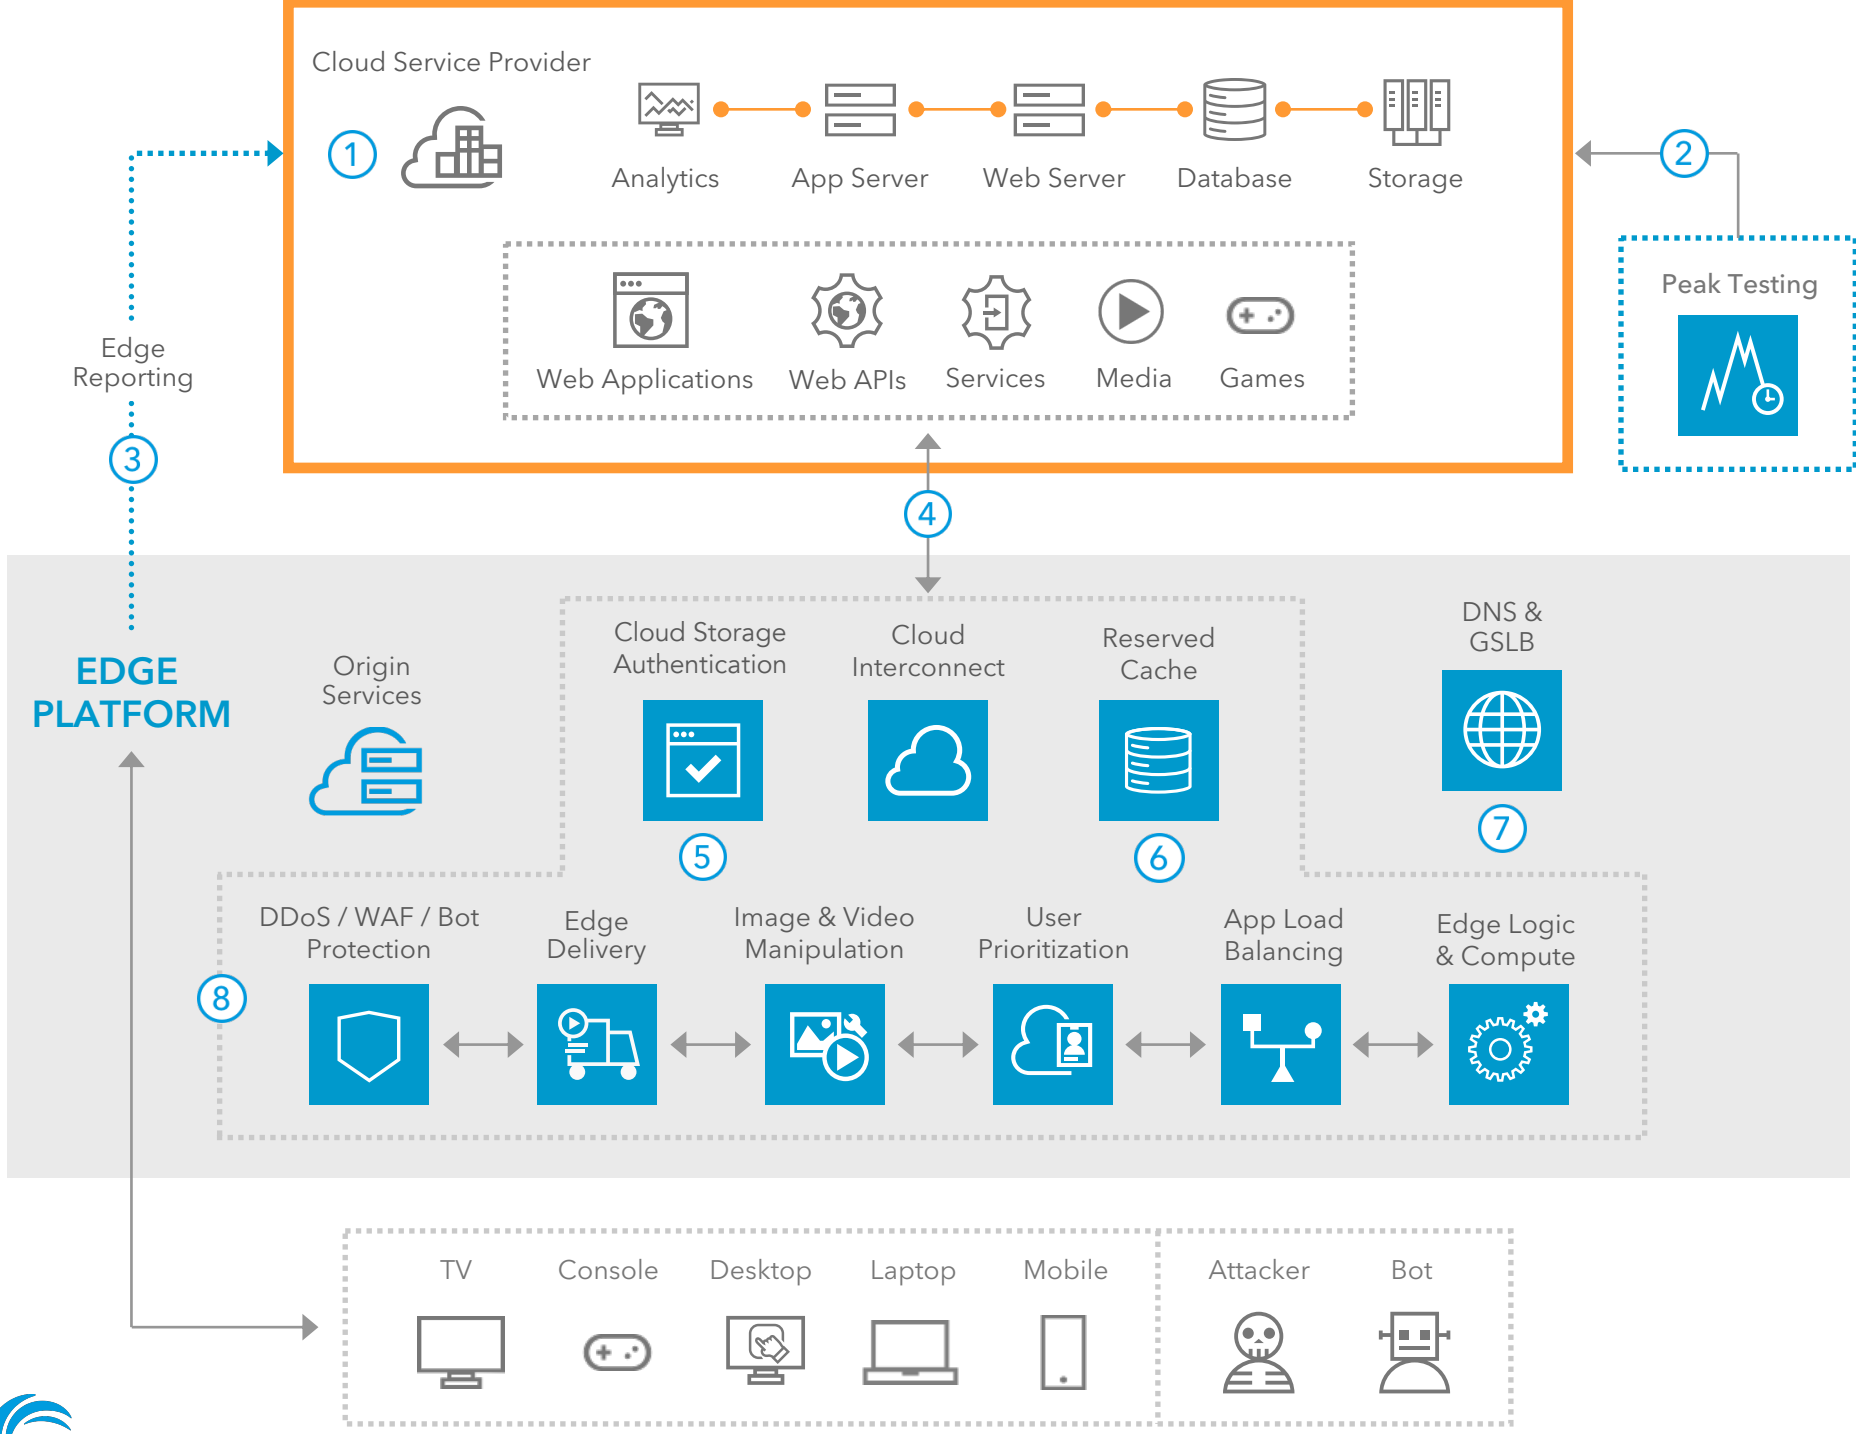 Cloud Service Provider
1
Analytics
App Server
Web Server
Database
Storage
2
Peak Testing
Web Applications
Web APIs
Services
Media
Games
Edge
Reporting
3
4
EDGE
PLATFORM
Origin
Services
Cloud Storage
Authentication
5
Cloud
Interconnect
Reserved
Cache
6
DNS &
GSLB
7
8
DDoS / WAF / Bot
Protection
Edge
Delivery
Image & Video
Manipulation
User
Prioritization
App Load
Balancing
Edge Logic
& Compute
TV
Console
Desktop
Laptop
Mobile
Attacker
Bot